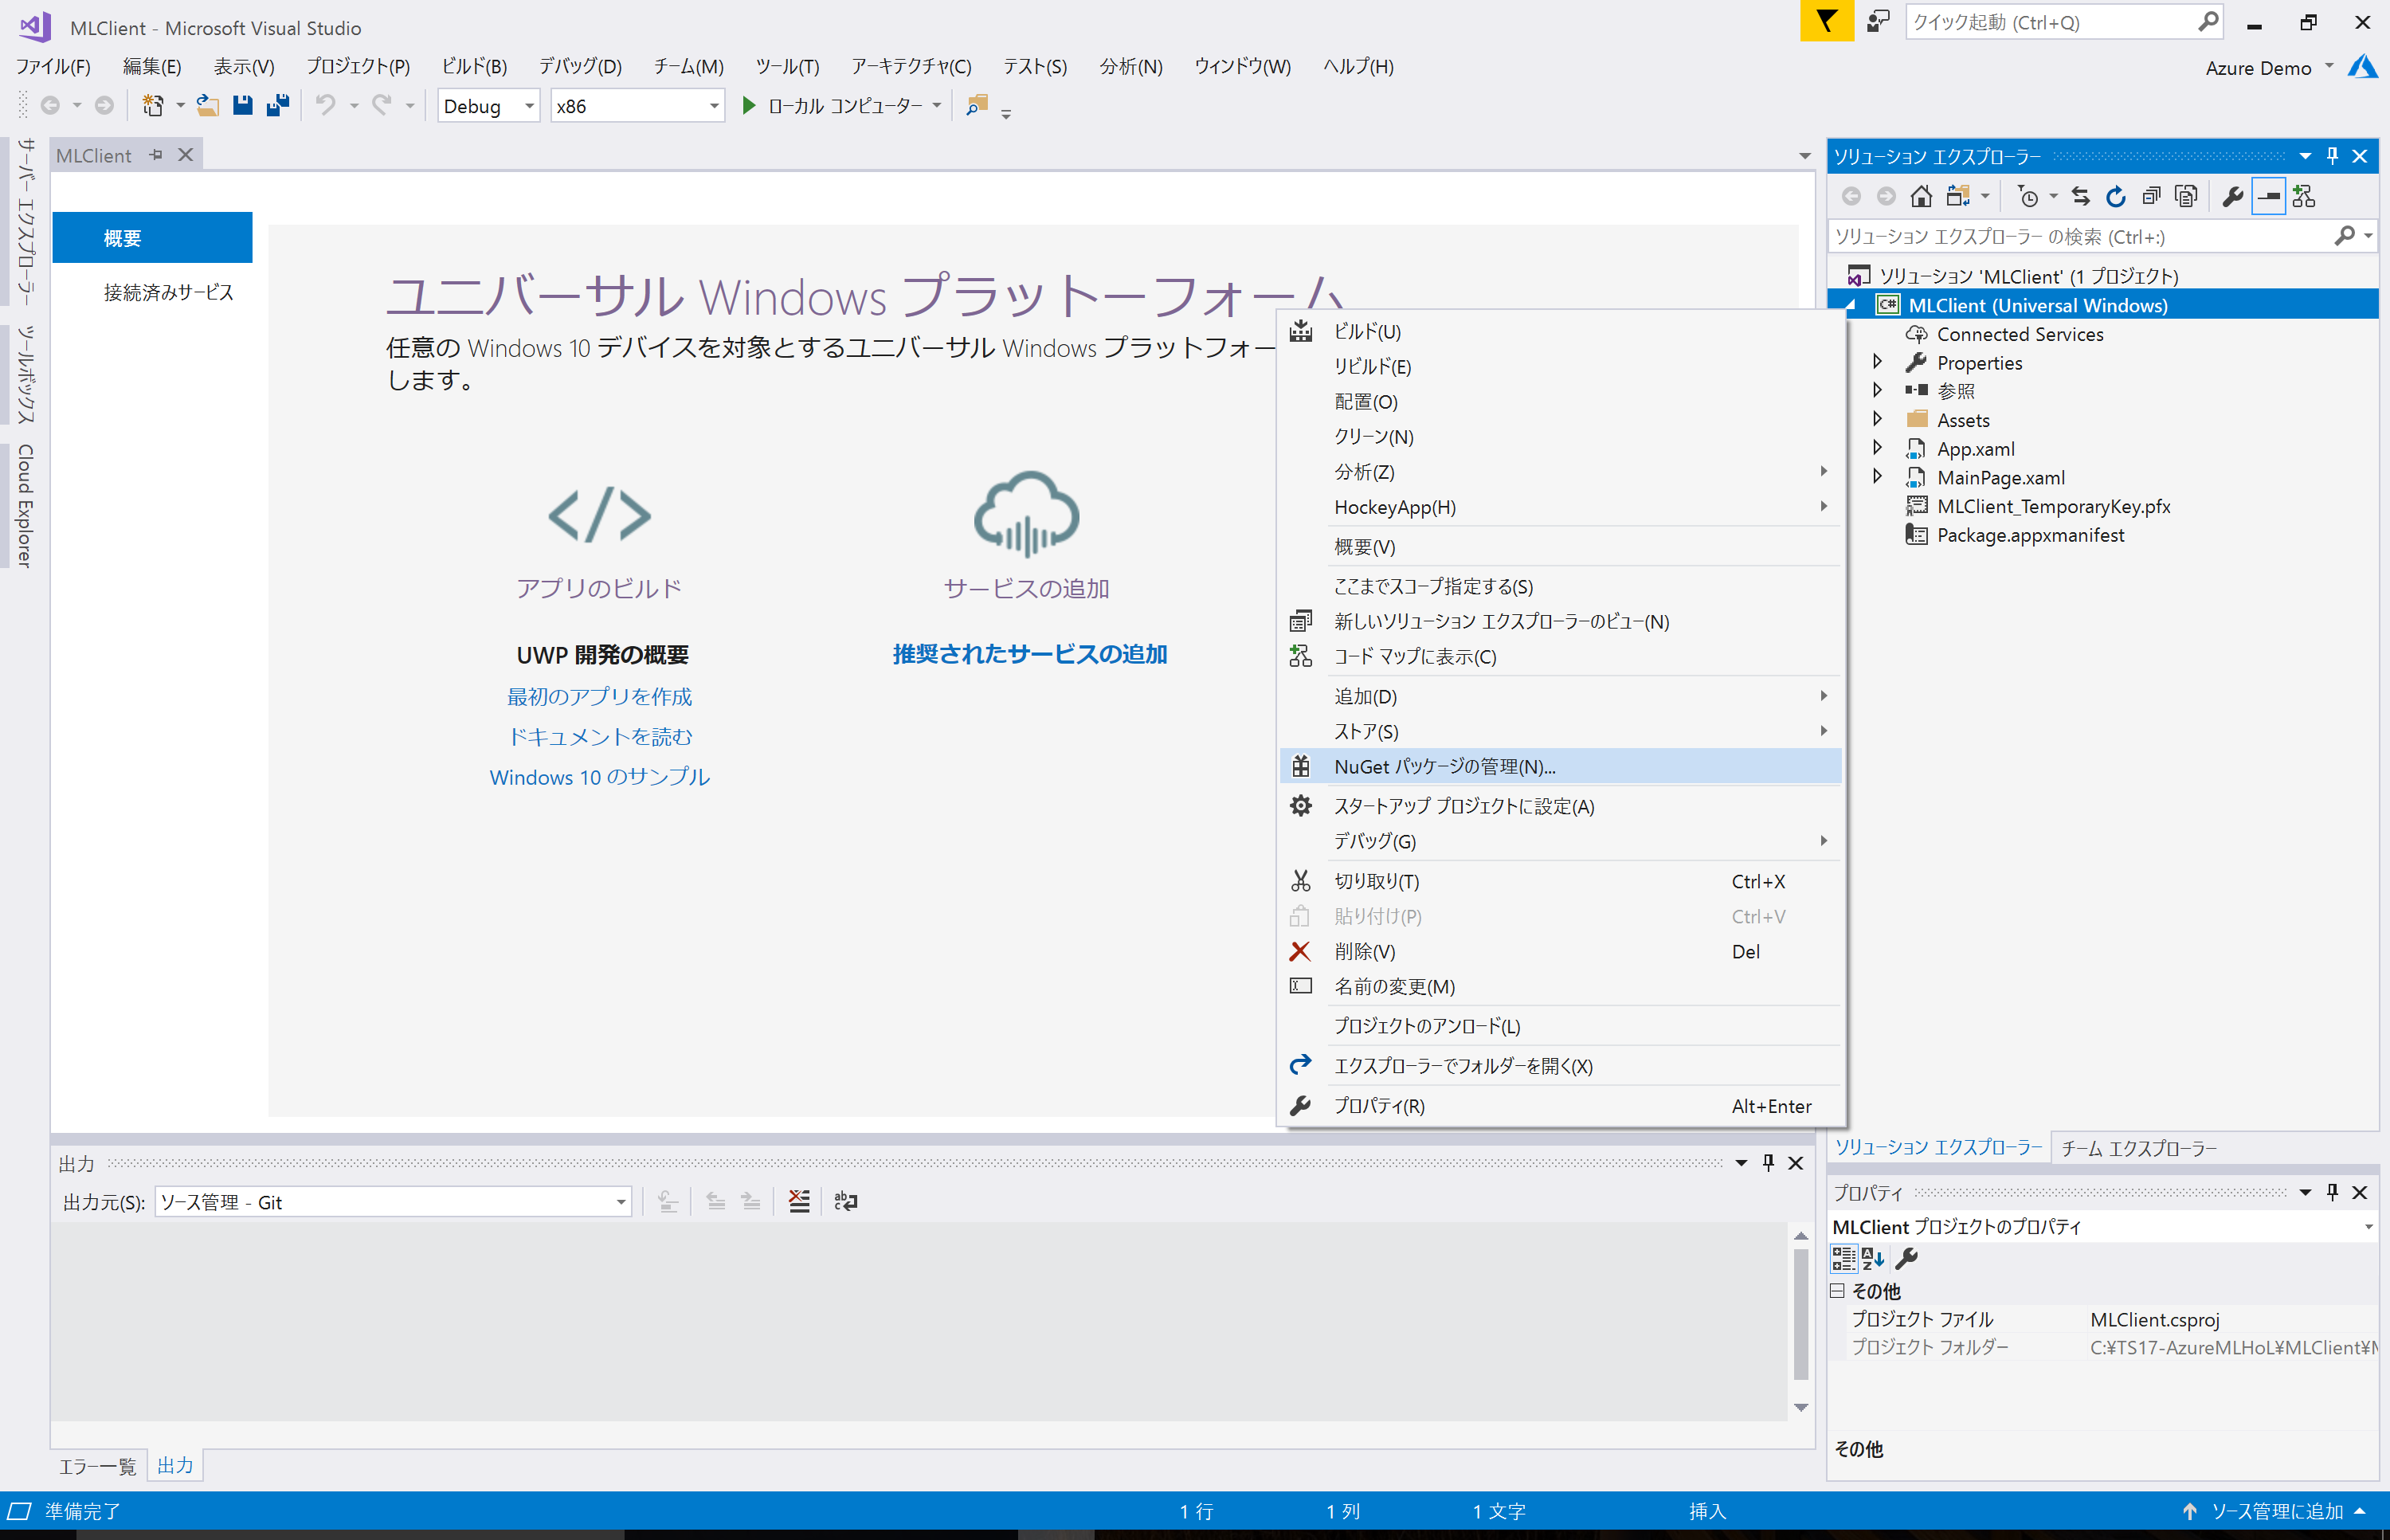 MLClient - Microsoft Visual Studio
クイック起動 (Ctrl+Q)
ファイル(F) 編集(E) 表示(V) プロジェクト(P) ビルド(B) デバッグ(D) チーム(M) ツール(T) アーキテクチャ(C) テスト(S) 分析(N) ウィンドウ(W) ヘルプ(H)
Azure Demo
Debug x86 ローカル コンピューター
サーバー エクスプローラー
ツールボックス
Cloud Explorer
MLClient
概要
接続済みサービス
ユニバーサル Windows プラットーフォーム
任意の Windows 10 デバイスを対象とするユニバーサル Windows プラットフォー
します。
アプリのビルド
UWP 開発の概要
最初のアプリを作成
ドキュメントを読む
Windows 10 のサンプル
サービスの追加
推奨されたサービスの追加
ビルド(U)
リビルド(E)
配置(O)
クリーン(N)
分析(Z)
HockeyApp(H)
概要(V)
ここまでスコープ指定する(S)
新しいソリューション エクスプローラーのビュー(N)
コード マップに表示(C)
追加(D)
ストア(S)
NuGet パッケージの管理(N)...
スタートアップ プロジェクトに設定(A)
デバッグ(G)
切り取り(T) Ctrl+X
貼り付け(P) Ctrl+V
削除(V) Del
名前の変更(M)
プロジェクトのアンロード(L)
エクスプローラーでフォルダーを開く(X)
プロパティ(R) Alt+Enter
ソリューション エクスプローラー
ソリューション エクスプローラー の検索 (Ctrl+:)
ソリューション 'MLClient' (1 プロジェクト)
C# MLClient (Universal Windows)
Connected Services
Properties
参照
Assets
App.xaml
MainPage.xaml
MLClient_TemporaryKey.pfx
Package.appxmanifest
ソリューション エクスプローラー チーム エクスプローラー
プロパティ
MLClient プロジェクトのプロパティ
その他
プロジェクト ファイル MLClient.csproj
プロジェクト フォルダー C:¥TS17-AzureMLHoL¥MLClient¥M
その他
出力
出力元(S): ソース管理 - Git
エラー一覧 出力
準備完了 1 行 1 列 1 文字 挿入 ソース管理に追加